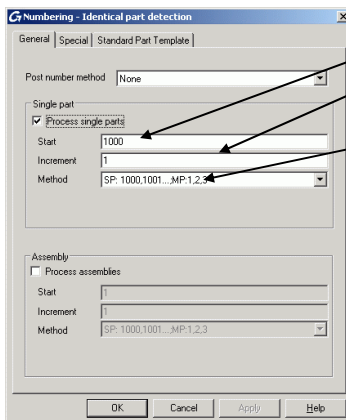 Numbering - Identical part detection
General Special Standard Part Template
Post number method None
Single part
Process single parts
Start 1000
Increment 1
Method SP: 1000,1001...;MP:1,2,3
Assembly
Process assemblies
Start 1
Increment 1
Method SP: 1000,1001...;MP:1,2,3
OK Cancel Apply Help